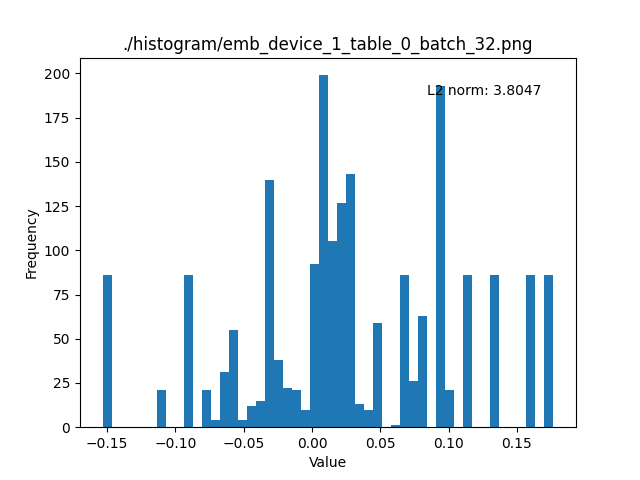 ./histogram/emb_device_1_table_0_batch_32.png
L2 norm: 3.8047
Frequency
200
175
150
125
100
75
50
25
0
−0.15 −0.10 −0.05 0.00 0.05 0.10 0.15
Value